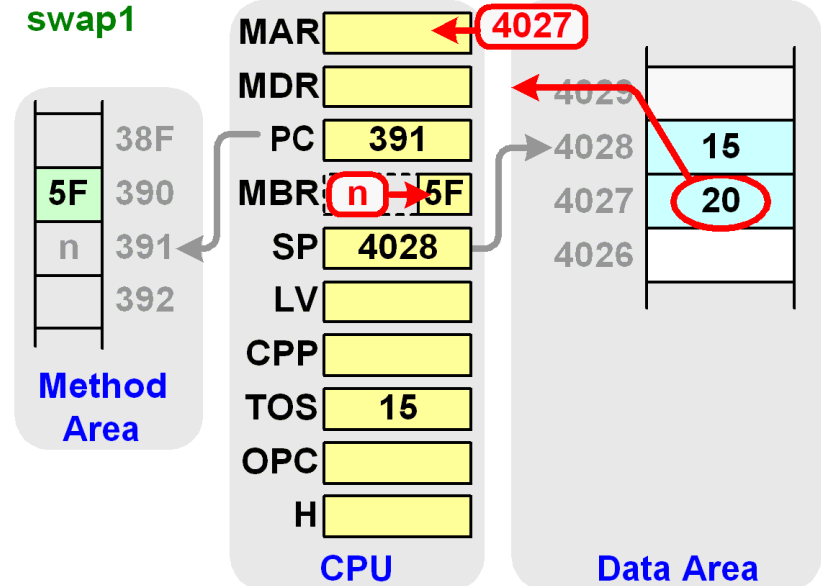 swap1
38F
5F 390
n 391
392
Method
Area
MAR 4027
MDR
PC 391
MBR n 5F
SP 4028
LV
CPP
TOS 15
OPC
H
CPU
4029
4028 15
4027 20
4026
Data Area